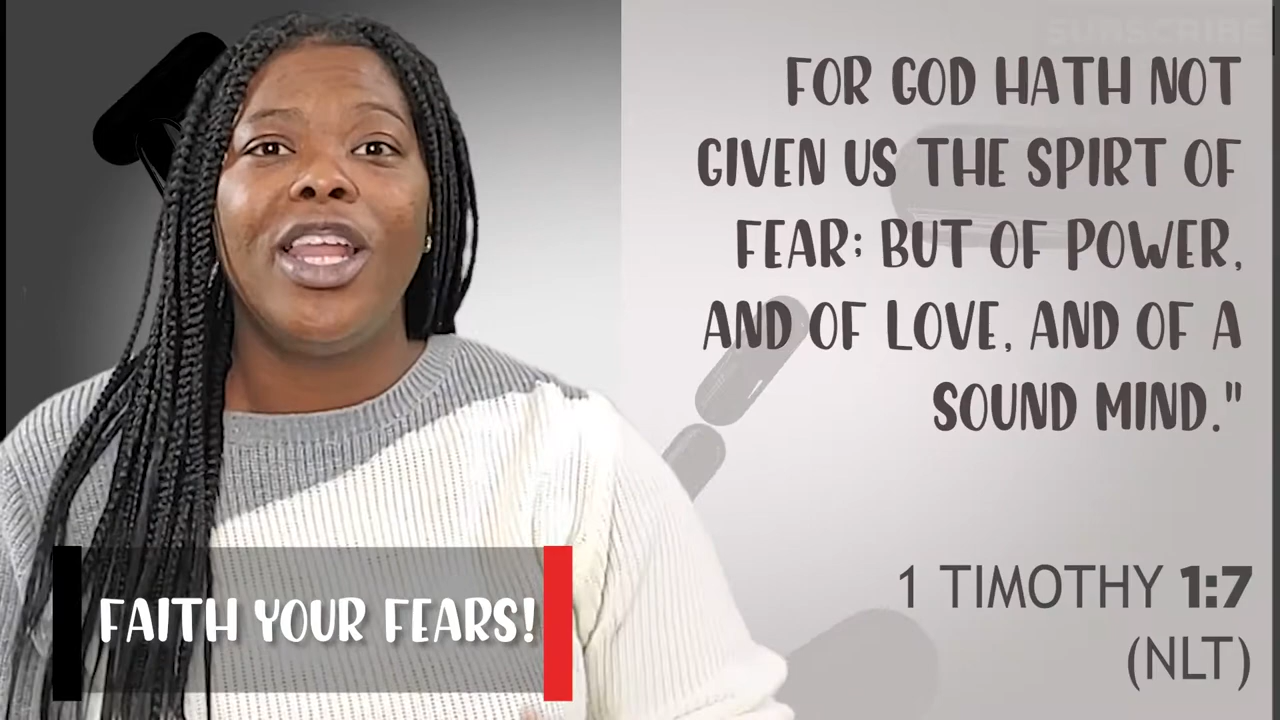 SUBSCRIBE
FOR GOD HATH NOT
GIVEN US THE SPIRT OF
FEAR; BUT OF POWER,
AND OF LOVE, AND OF A
SOUND MIND."
1 TIMOTHY 1:7
(NLT)
FAITH YOUR FEARS!